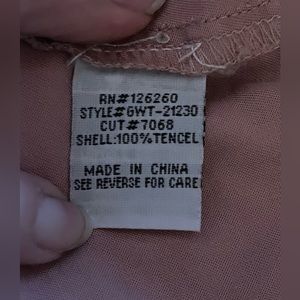 RN#126260
STYLE#GWT-21230
CUT#7068
SHELL:100%TENCEL
MADE IN CHINA
SEE REVERSE FOR CARE